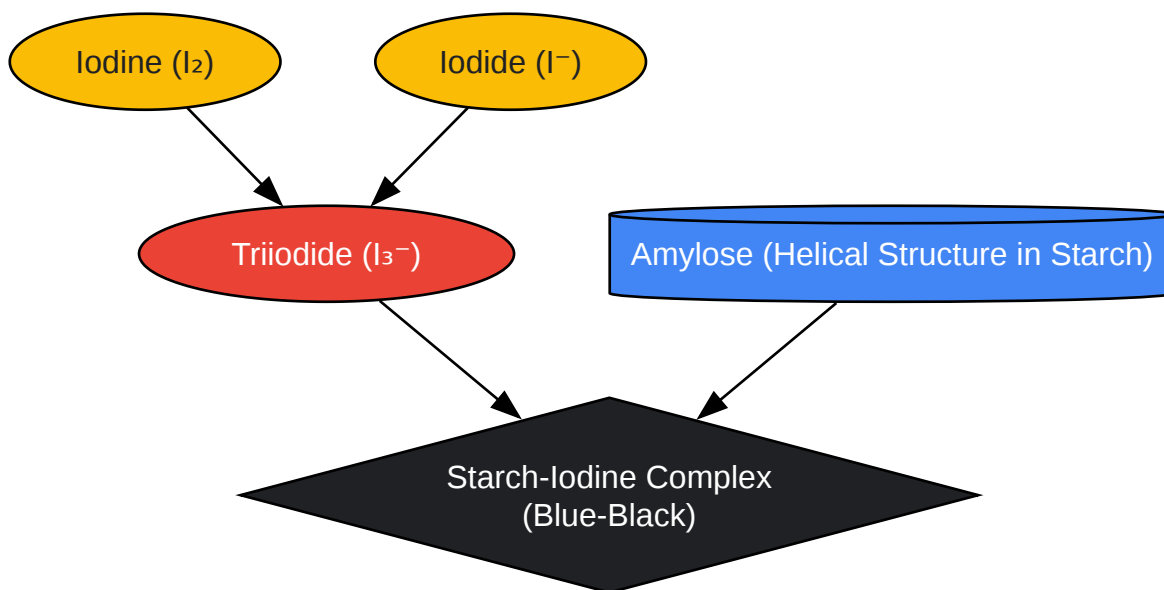 Iodine (I₂)
Iodide (I⁻)
Triiodide (I₃⁻)
Amylose (Helical Structure in Starch)
Starch-Iodine Complex
(Blue-Black)